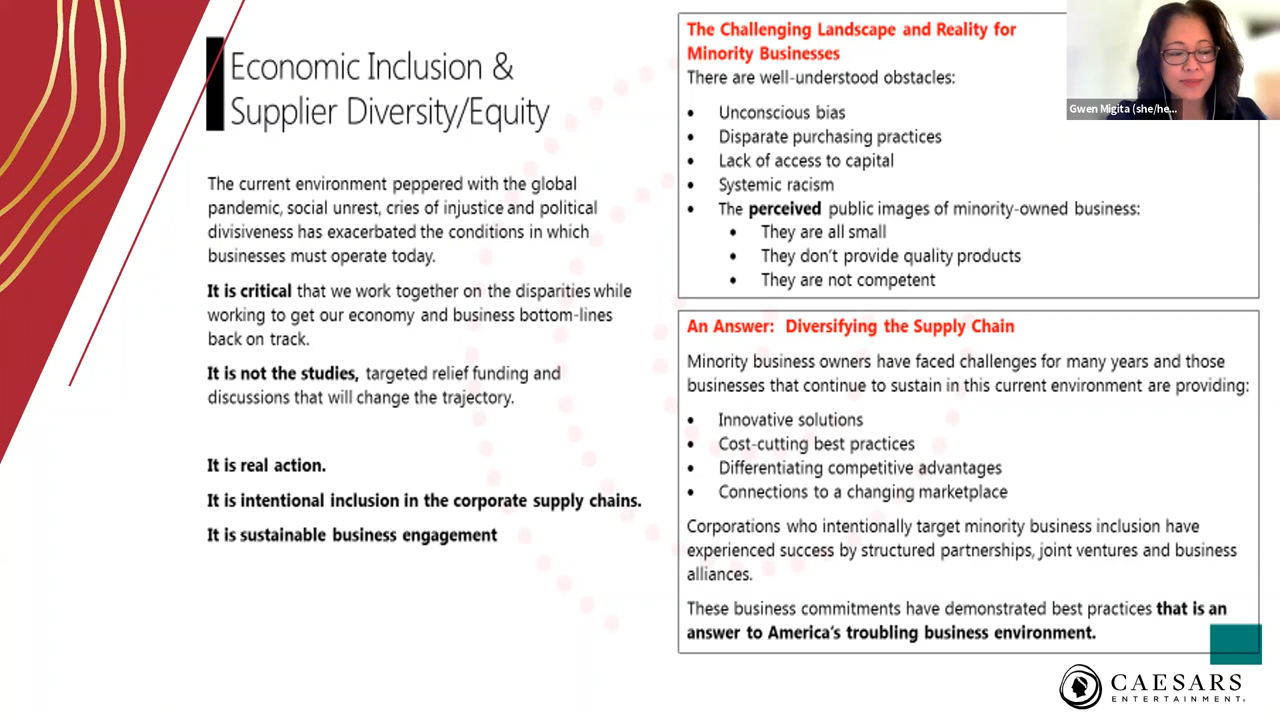 Economic Inclusion &
Supplier Diversity/Equity
The current environment peppered with the global
pandemic, social unrest, cries of injustice and political
divisiveness has exacerbated the conditions in which
businesses must operate today.
It is critical that we work together on the disparities while
working to get our economy and business bottom-lines
back on track.
It is not the studies, targeted relief funding and
discussions that will change the trajectory.
It is real action.
It is intentional inclusion in the corporate supply chains.
It is sustainable business engagement
The Challenging Landscape and Reality for
Minority Businesses
There are well-understood obstacles:
• Unconscious bias
• Disparate purchasing practices
• Lack of access to capital
• Systemic racism
• The perceived public images of minority-owned business:
• They are all small
• They don't provide quality products
• They are not competent
An Answer: Diversifying the Supply Chain
Minority business owners have faced challenges for many years and those
businesses that continue to sustain in this current environment are providing:
• Innovative solutions
• Cost-cutting best practices
• Differentiating competitive advantages
• Connections to a changing marketplace
Corporations who intentionally target minority business inclusion have
experienced success by structured partnerships, joint ventures and business
alliances.
These business commitments have demonstrated best practices that is an
answer to America's troubling business environment.
Gwen Migita (she/he...
CAESARS
ENTERTAINMENT.